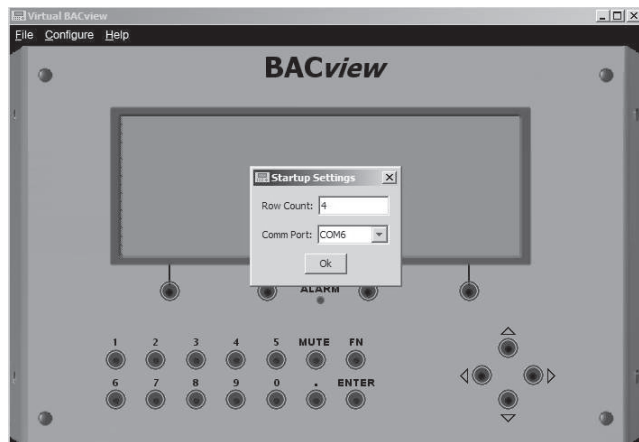 Virtual BACview
File Configure Help
BACview
Startup Settings
Row Count: 4
Comm Port: COM6
Ok
ALARM
1 2 3 4 5 MUTE FN
6 7 8 9 0 . ENTER